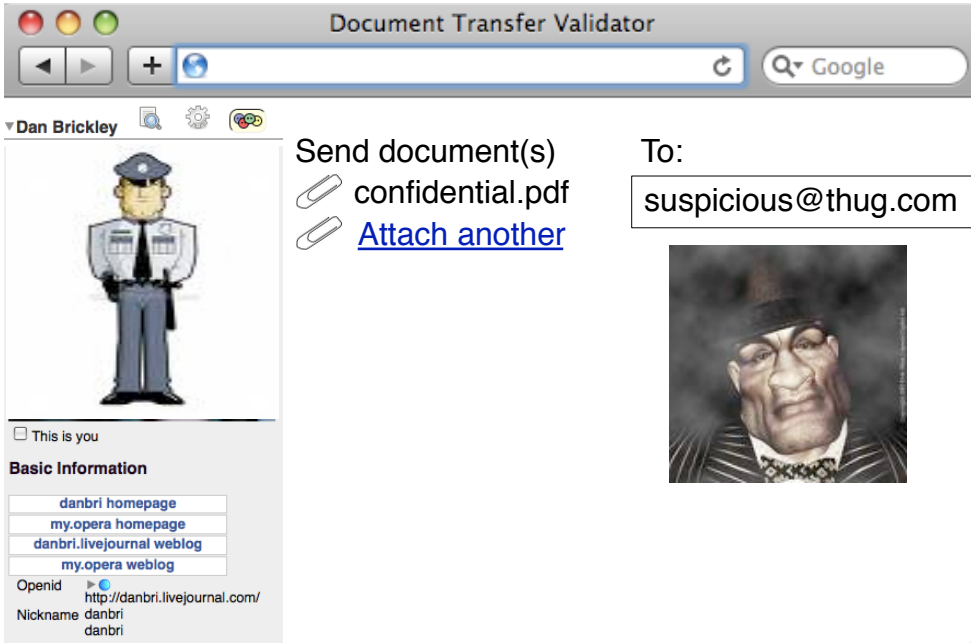 Document Transfer Validator
Google
Dan Brickley
Send document(s)
confidential.pdf
Attach another
To:
suspicious@thug.com
This is you
Basic Information
danbri homepage
my.opera homepage
danbri.livejournal weblog
my.opera weblog
Openid
http://danbri.livejournal.com/
Nickname danbri
danbri